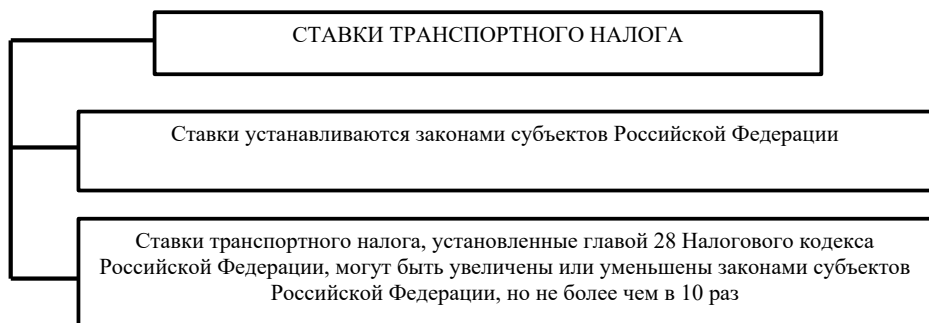 СТАВКИ ТРАНСПОРТНОГО НАЛОГА
Ставки устанавливаются законами субъектов Российской Федерации
Ставки транспортного налога, установленные главой 28 Налогового кодекса
Российской Федерации, могут быть увеличены или уменьшены законами субъектов
Российской Федерации, но не более чем в 10 раз